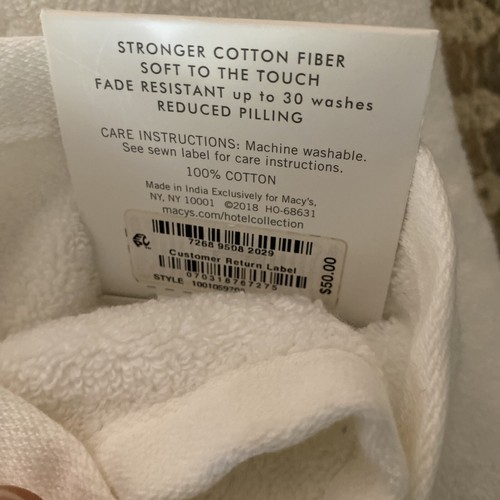 STRONGER COTTON FIBER
SOFT TO THE TOUCH
FADE RESISTANT up to 30 washes
REDUCED PILLING
CARE INSTRUCTIONS: Machine washable.
See sewn label for care instructions.
100% COTTON
Made in India Exclusively for Macy's,
NY, NY 10001 ©2018 HO-68631
macys.com/hotelcollection
7268 9508 2029
Customer Return Label
STYLE
$50.00